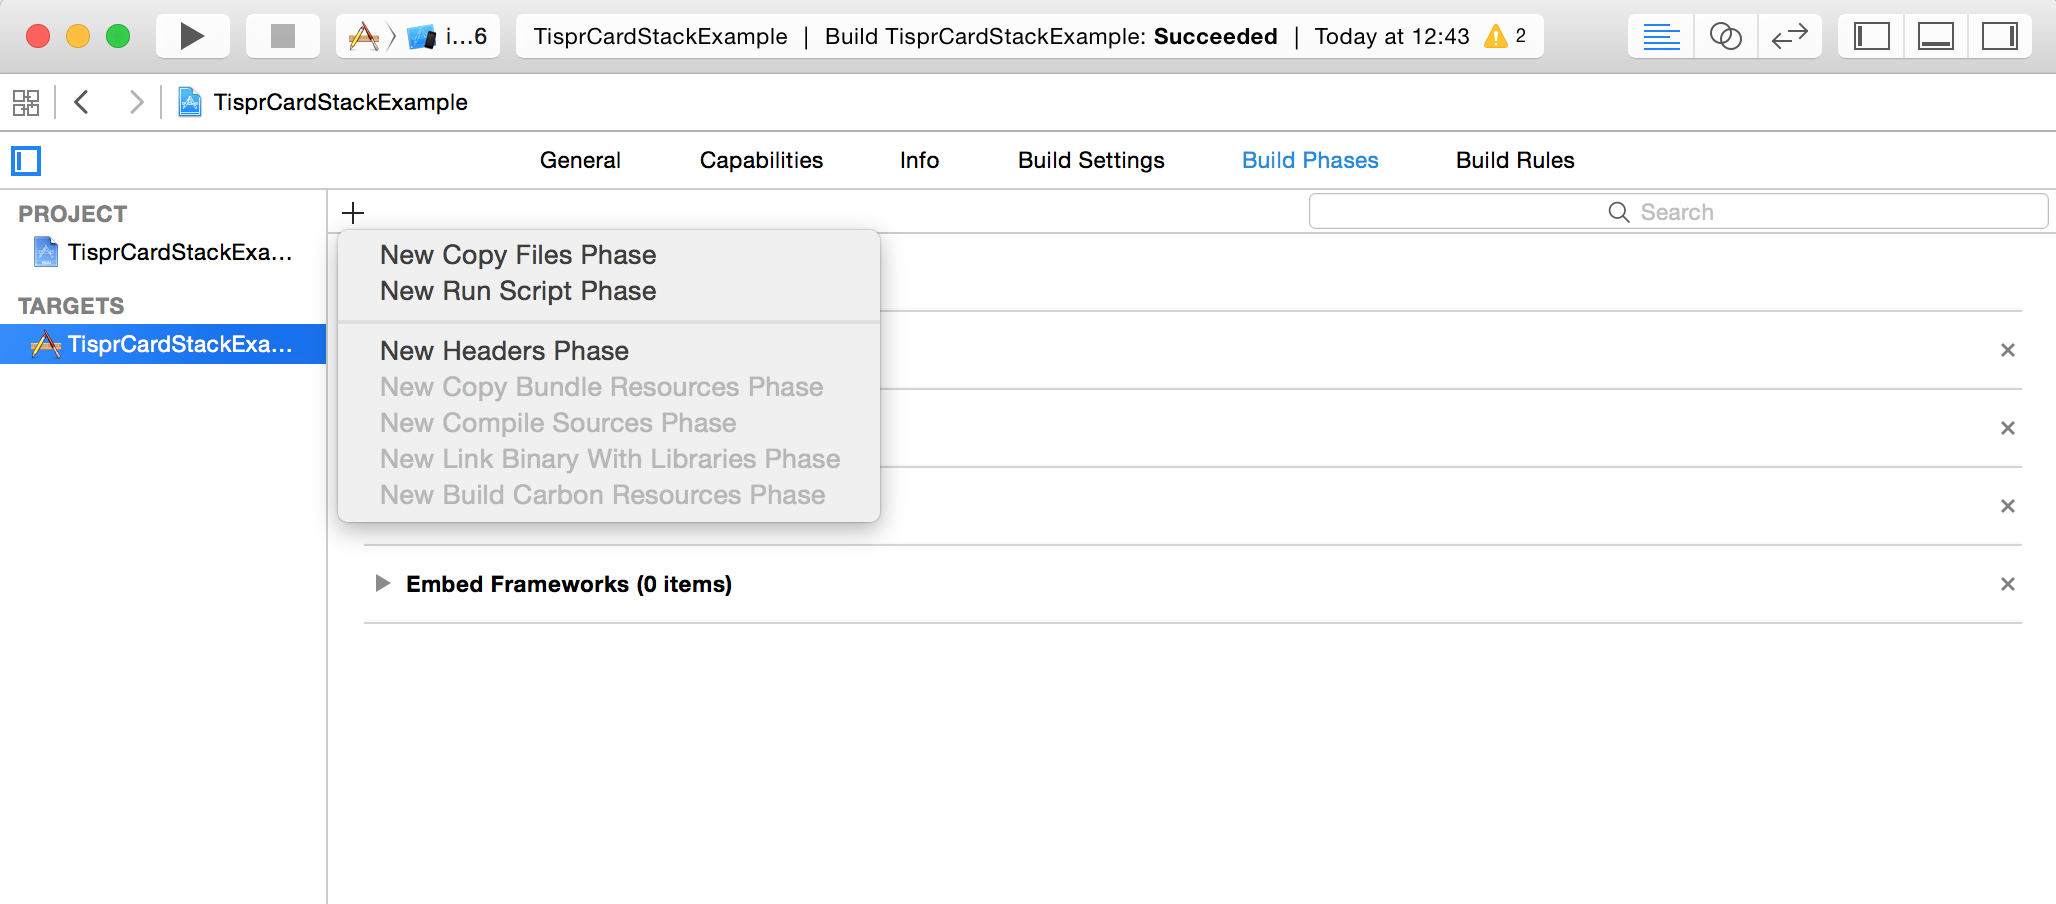 i...6
TisprCardStackExample | Build TisprCardStackExample: Succeeded | Today at 12:43 2
TisprCardStackExample
General Capabilities Info Build Settings Build Phases Build Rules
PROJECT
TisprCardStackExa...
TARGETS
TisprCardStackExa...
Search
New Copy Files Phase
New Run Script Phase
New Headers Phase
New Copy Bundle Resources Phase
New Compile Sources Phase
New Link Binary With Libraries Phase
New Build Carbon Resources Phase
Embed Frameworks (0 items)